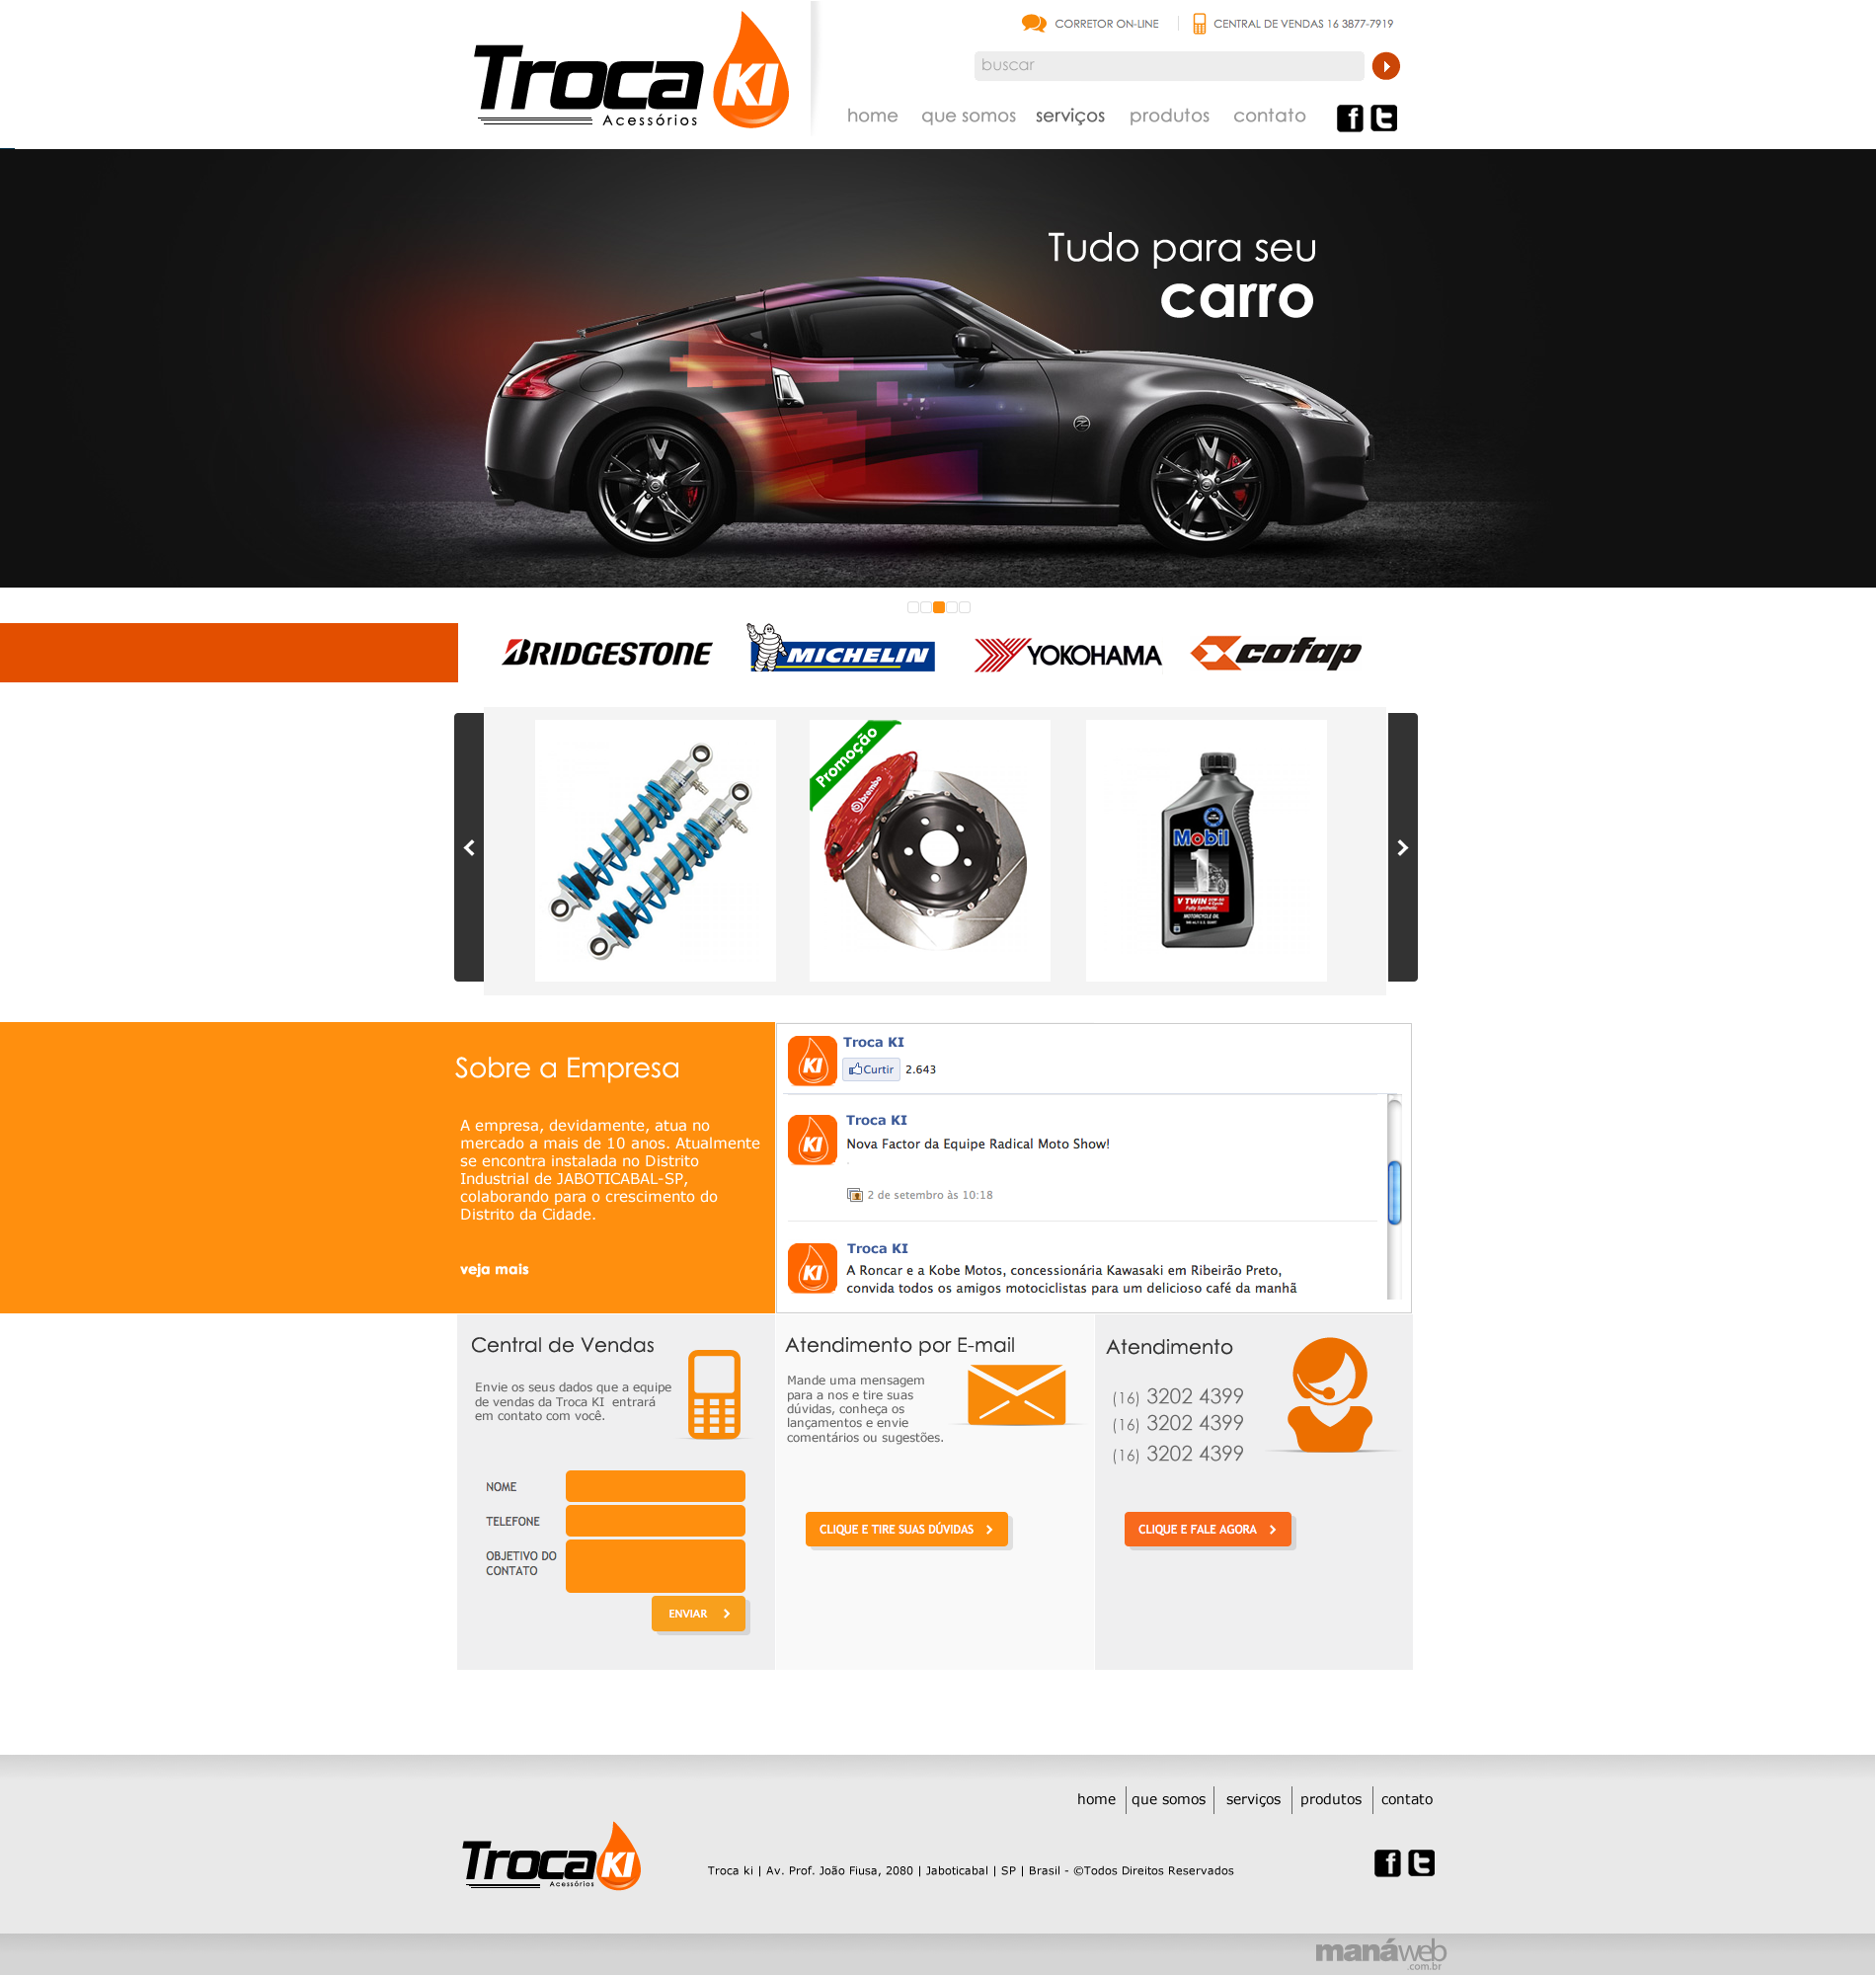 Troca KI
Acessórios
CORRETOR ON-LINE
CENTRAL DE VENDAS 16 3877-7919
buscar
home que somos serviços produtos contato
Tudo para seu
carro
BRIDGESTONE
MICHELIN
YOKOHAMA
cofap
Promoção
brembo
Mobil
1
V TWIN
Fully Synthetic
MOTORCYCLE OIL
Sobre a Empresa
A empresa, devidamente, atua no
mercado a mais de 10 anos. Atualmente
se encontra instalada no Distrito
Industrial de JABOTICABAL-SP,
colaborando para o crescimento do
Distrito da Cidade.
veja mais
KI
Troca KI
Curtir 2.643
KI
Troca KI
Nova Factor da Equipe Radical Moto Show!
2 de setembro às 10:18
KI
Troca KI
A Roncar e a Kobe Motos, concessionária Kawasaki em Ribeirão Preto,
convida todos os amigos motociclistas para um delicioso café da manhã
Central de Vendas
Envie os seus dados que a equipe
de vendas da Troca KI entrará
em contato com você.
NOME
TELEFONE
OBJETIVO DO
CONTATO
ENVIAR
Atendimento por E-mail
Mande uma mensagem
para a nos e tire suas
dúvidas, conheça os
lançamentos e envie
comentários ou sugestões.
CLIQUE E TIRE SUAS DÚVIDAS
Atendimento
(16) 3202 4399
(16) 3202 4399
(16) 3202 4399
CLIQUE E FALE AGORA
home que somos serviços produtos contato
Troca KI
Acessórios
Troca ki | Av. Prof. João Fiusa, 2080 | Jaboticabal | SP | Brasil - ©Todos Direitos Reservados
manáweb
.com.br